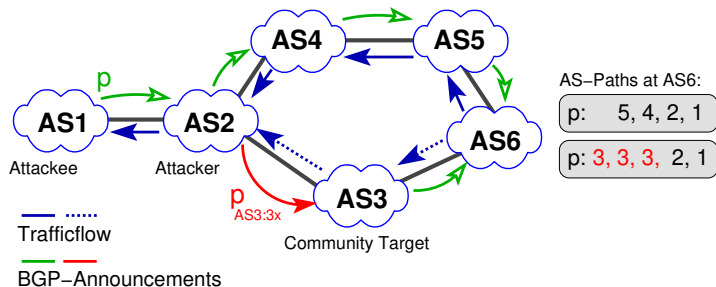 AS4
AS5
AS-Paths at AS6:
p
p: 5, 4, 2, 1
AS1
AS2
AS6
p: 3, 3, 3, 2, 1
Attackee
Attacker
AS3
p
AS3:3x
Trafficflow
Community Target
BGP-Announcements